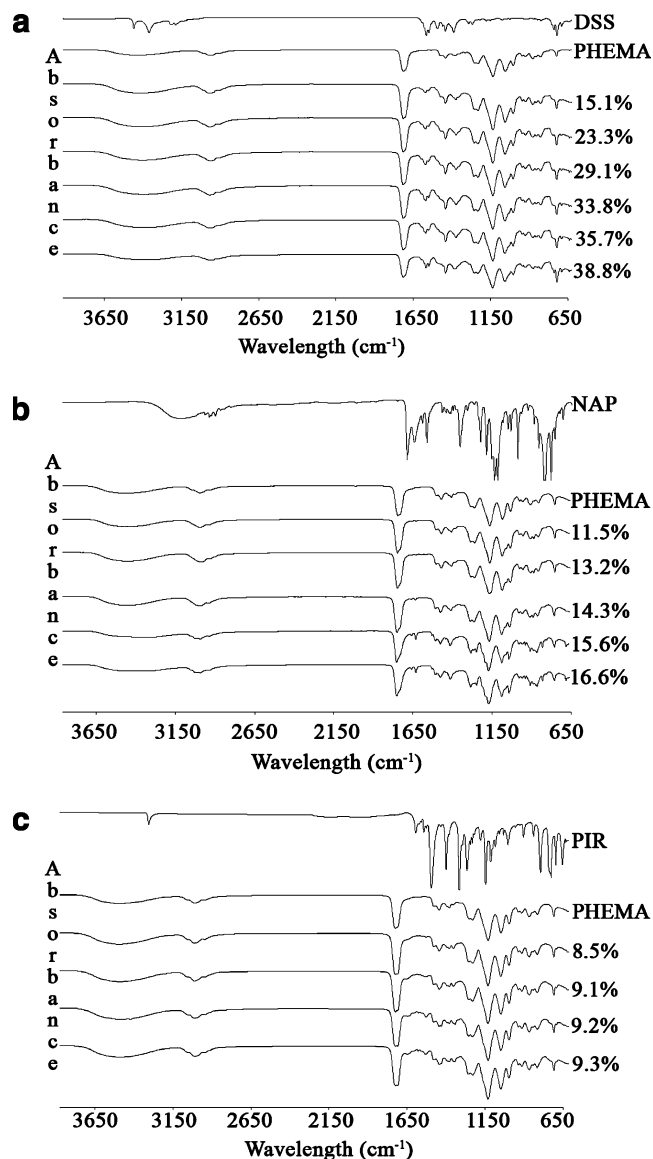 a
DSS
PHEMA
Absorbance
15.1%
23.3%
29.1%
33.8%
35.7%
38.8%
3650 3150 2650 2150 1650 1150 650
Wavelength (cm-1)
b
NAP
Absorbance
PHEMA
11.5%
13.2%
14.3%
15.6%
16.6%
3650 3150 2650 2150 1650 1150 650
Wavelength (cm-1)
c
PIR
Absorbance
PHEMA
8.5%
9.1%
9.2%
9.3%
3650 3150 2650 2150 1650 1150 650
Wavelength (cm-1)